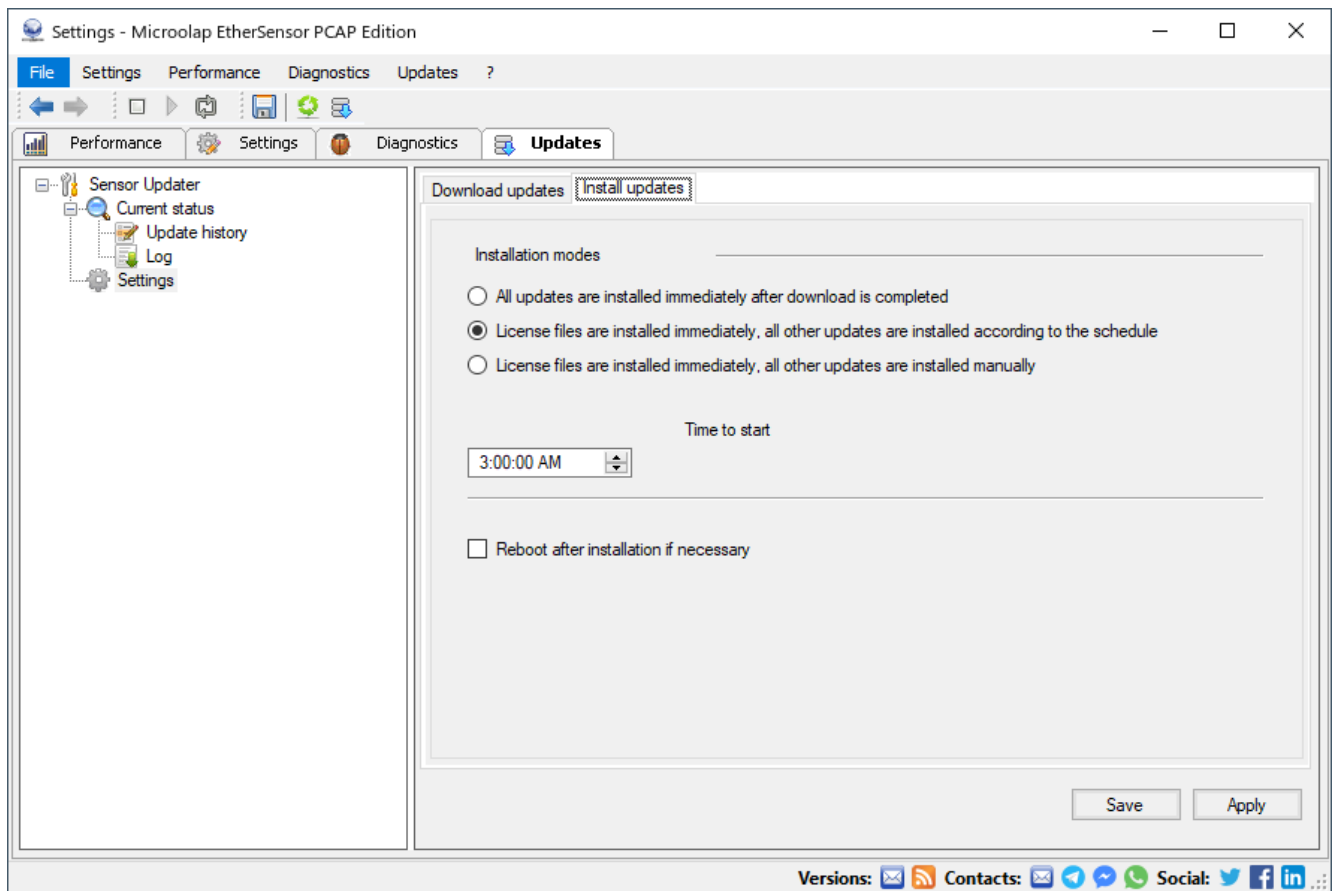 Settings - Microolap EtherSensor PCAP Edition
File Settings Performance Diagnostics Updates ?
Performance Settings Diagnostics Updates
Sensor Updater
Current status
Update history
Log
Settings
Download updates Install updates
Installation modes
All updates are installed immediately after download is completed
License files are installed immediately, all other updates are installed according to the schedule
License files are installed immediately, all other updates are installed manually
Time to start
3:00:00 AM
Reboot after installation if necessary
Save Apply
Versions: Contacts: Social: